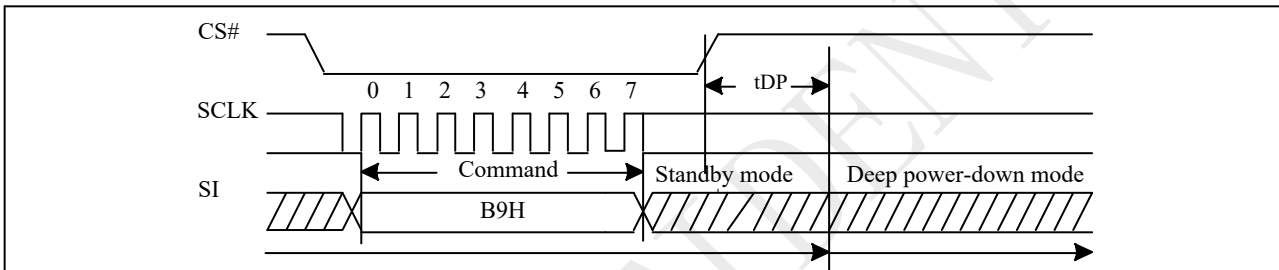 CS#
tDP
0 1 2 3 4 5 6 7
SCLK
Command
Standby mode
Deep power-down mode
SI
B9H